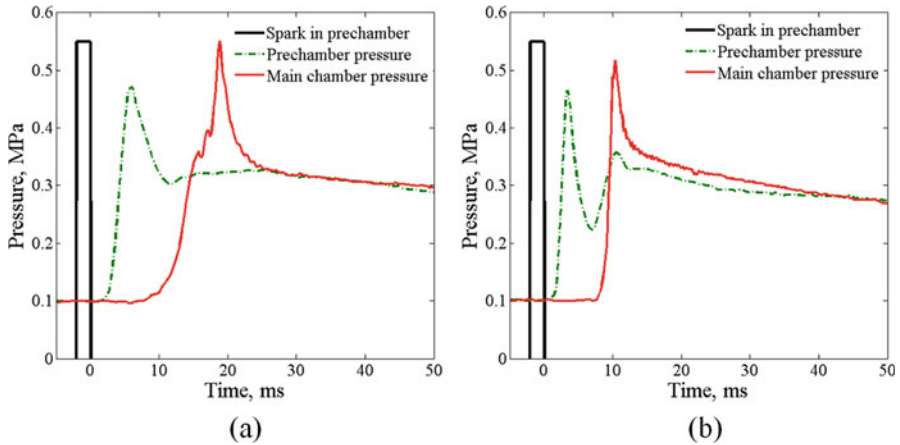 0.6
0.5
0.4
0.3
0.2
0.1
0
Pressure, MPa
Spark in prechamber
Prechamber pressure
Main chamber pressure
0 10 20 30 40 50
Time, ms
(a)
0.6
0.5
0.4
0.3
0.2
0.1
0
Pressure, MPa
Spark in prechamber
Prechamber pressure
Main chamber pressure
0 10 20 30 40 50
Time, ms
(b)